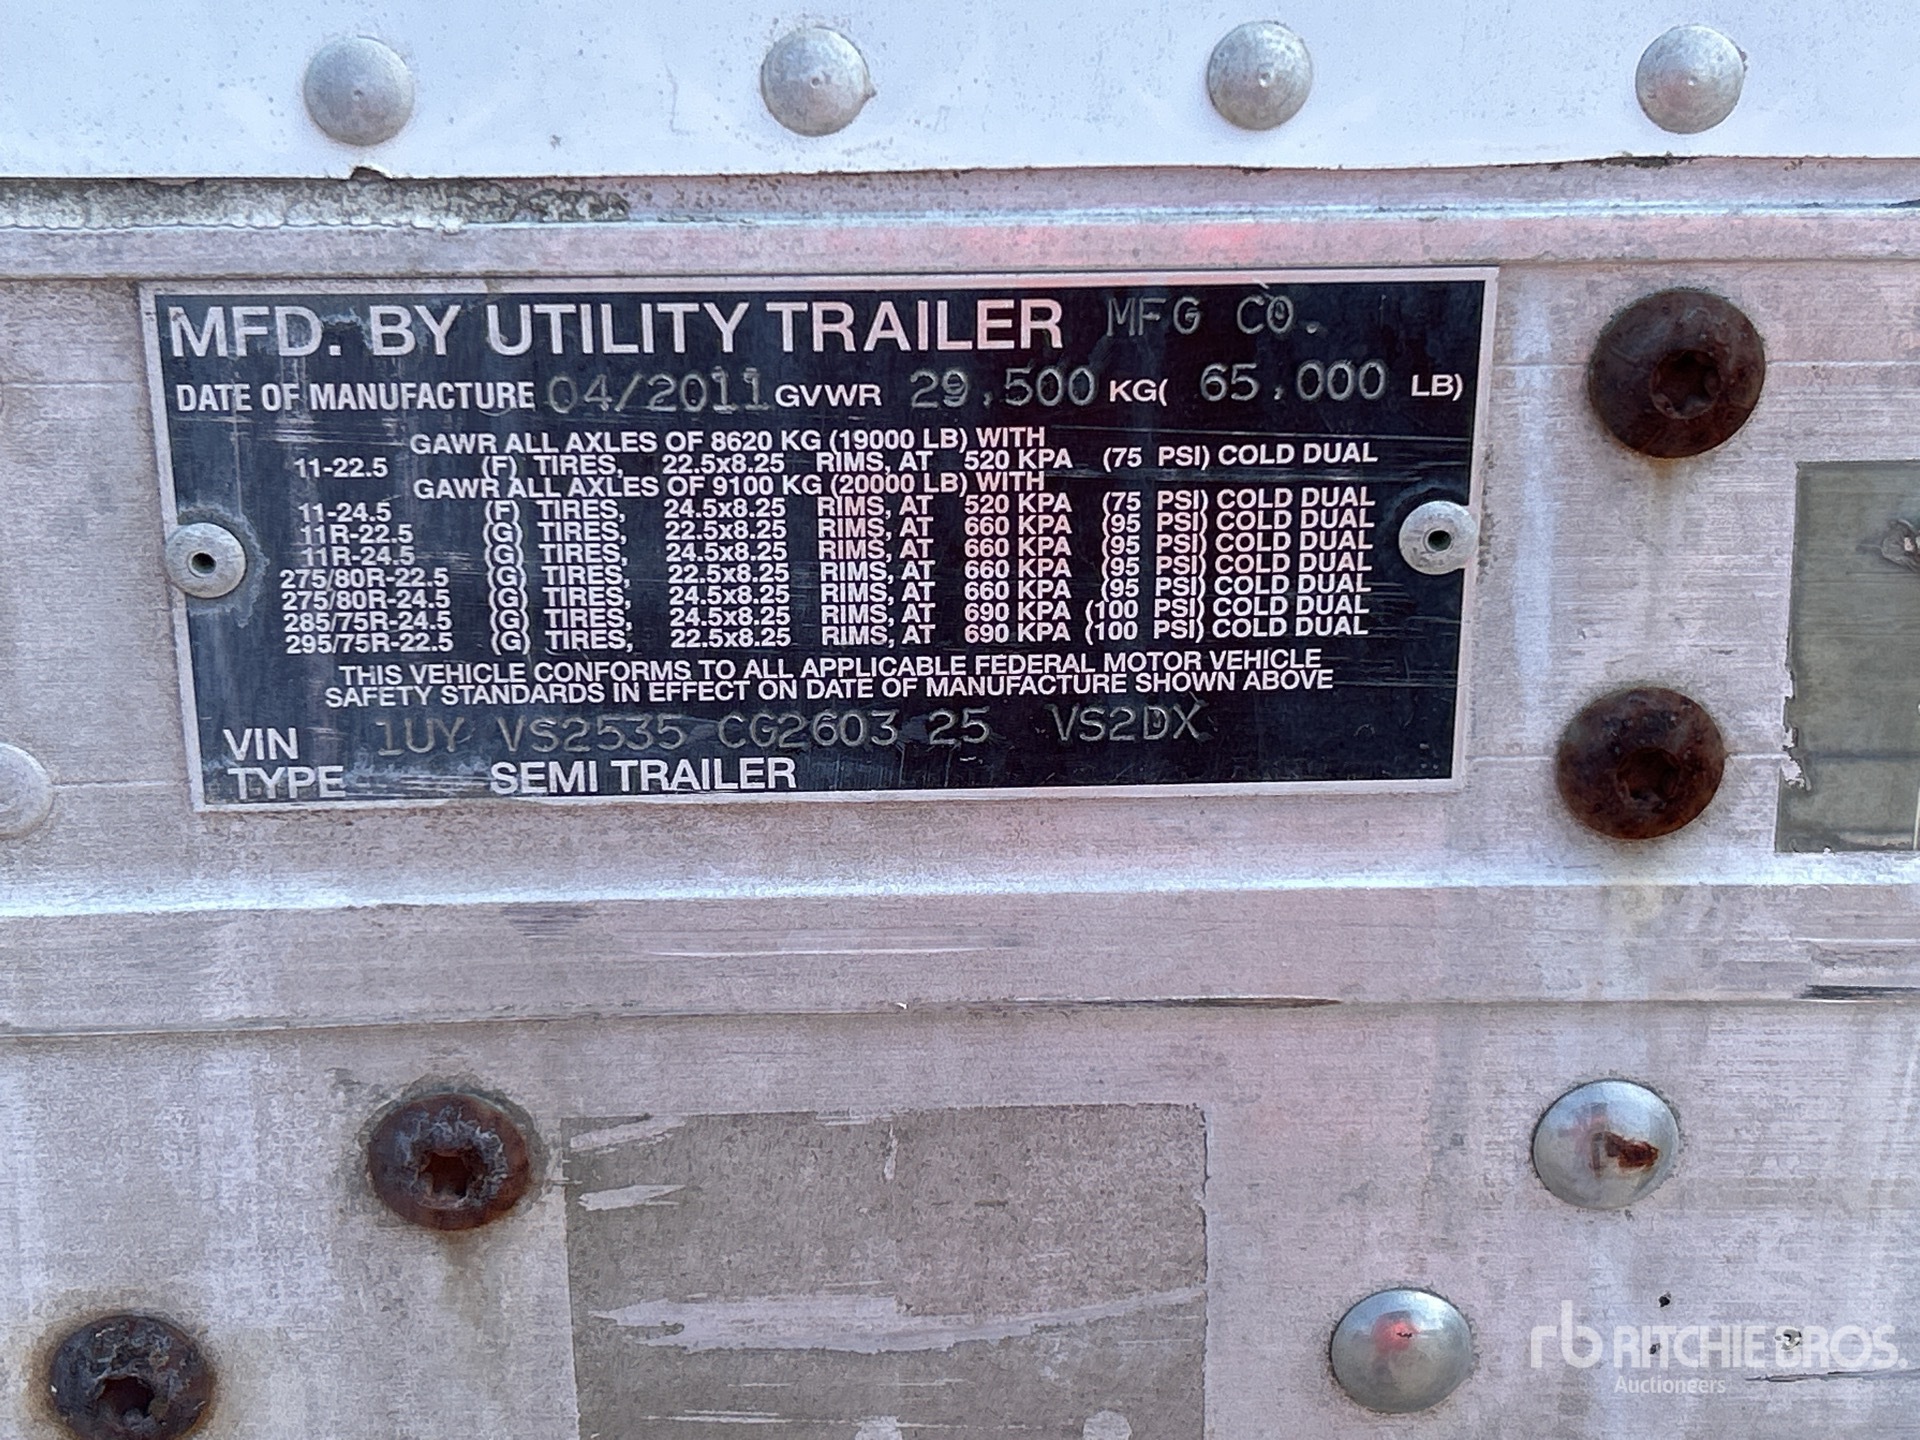 MFD. BY UTILITY TRAILER MFG CO.
DATE OF MANUFACTURE 04/2011 GVWR 29,500 KG( 65,000 LB)
GAWR ALL AXLES OF 8620 KG (19000 LB) WITH
11-22.5 (F) TIRES, 22.5x8.25 RIMS, AT 520 KPA (75 PSI) COLD DUAL
GAWR ALL AXLES OF 9100 KG (20000 LB) WITH
11-24.5 (F) TIRES, 24.5x8.25 RIMS, AT 520 KPA (75 PSI) COLD DUAL
11R-22.5 (G) TIRES, 22.5x8.25 RIMS, AT 660 KPA (95 PSI) COLD DUAL
11R-24.5 (G) TIRES, 24.5x8.25 RIMS, AT 660 KPA (95 PSI) COLD DUAL
275/80R-22.5 (G) TIRES, 22.5x8.25 RIMS, AT 660 KPA (95 PSI) COLD DUAL
275/80R-24.5 (G) TIRES, 24.5x8.25 RIMS, AT 660 KPA (95 PSI) COLD DUAL
285/75R-24.5 (G) TIRES, 24.5x8.25 RIMS, AT 690 KPA (100 PSI) COLD DUAL
295/75R-22.5 (G) TIRES, 22.5x8.25 RIMS, AT 690 KPA (100 PSI) COLD DUAL
THIS VEHICLE CONFORMS TO ALL APPLICABLE FEDERAL MOTOR VEHICLE
SAFETY STANDARDS IN EFFECT ON DATE OF MANUFACTURE SHOWN ABOVE
VIN 1UY VS2535 CG2603 25 VS2DX
TYPE SEMI TRAILER
rb RITCHIE BROS.
Auctioneers